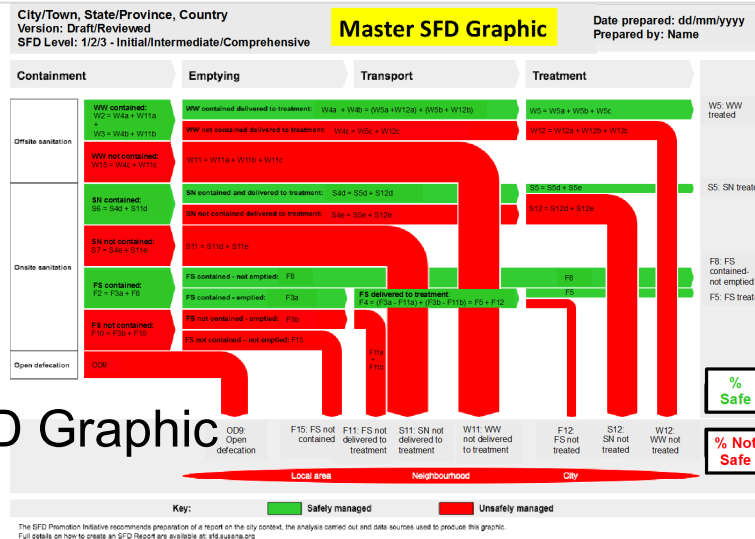 City/Town, State/Province, Country
Version: Draft/Reviewed
SFD Level: 1/2/3 - Initial/Intermediate/Comprehensive
Master SFD Graphic
Date prepared: dd/mm/yyyy
Prepared by: Name
Containment
Emptying
Transport
Treatment
Offsite sanitation
WW contained:
W2 = W4a + W11a
+
W3 = W4b + W11b
WW contained delivered to treatment: W4a + W4b = (W5a +W12a) + (W5b + W12b)
W5 = W5a + W5b + W5c
W5: WW
treated
WW not contained delivered to treatment: W4c = W5c + W12c
W12 = W12a + W12b + W12c
WW not contained:
W15 = W4c + W11c
W11 = W11a + W11b + W11c
Onsite sanitation
SN contained:
S6 = S4d + S11d
SN contained and delivered to treatment: S4d = S5d + S12d
S5 = S5d + S5e
S5: SN treate
SN not contained delivered to treatment: S4e = S5e + S12e
S12 = S12d + S12e
SN not contained:
S7 = S4e + S11e
S11 = S11d + S11e
FS contained:
F2 = F3a + F8
FS contained - not emptied: F8
F8
F8: FS
contained-
not emptied
FS contained - emptied: F3a
FS delivered to treatment:
F4 = (F3a - F11a) + (F3b - F11b) = F5 + F12
F5
F5: FS treat
FS not contained:
F10 = F3b + F15
FS not contained - emptied: F3b
FS not contained – not emptied: F15
F11a
+
F11b
Open defecation
OD9
%
Safe
D Graphic
OD9:
Open
defecation
F15: FS not
contained
F11: FS not
delivered to
treatment
S11: SN not
delivered to
treatment
W11: WW
not delivered
to treatment
F12:
FS not
treated
S12:
SN not
treated
W12:
WW not
treated
% Not
Safe
Local area
Neighbourhood
City
Key:
Safely managed
Unsafely managed
The SFD Promotion Initiative recommends preparation of a report on the city context, the analysis carried out and data sources used to produce this graphic.
Full details on how to create an SFD Report are available at: sfd.susana.org